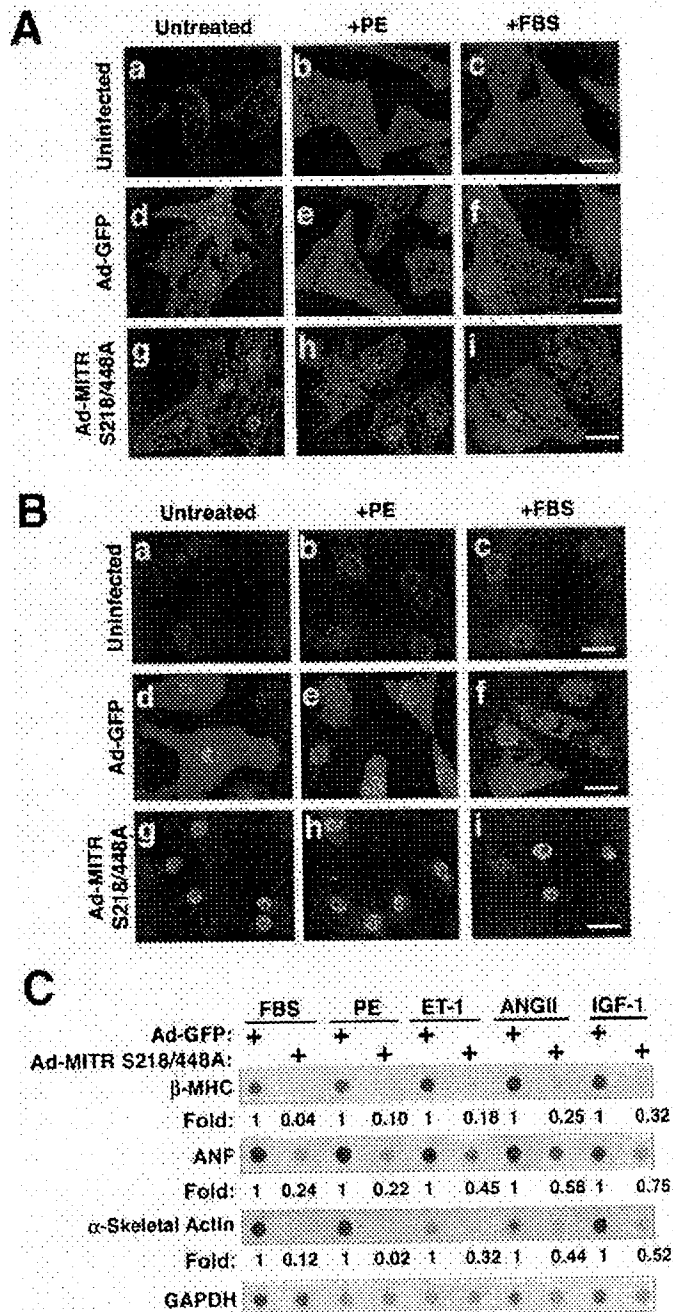 A
Untreated +PE +FBS
Uninfected
a b c
Ad-GFP
d e f
Ad-MITR
S218/448A
g h i
B
Untreated +PE +FBS
Uninfected
a b c
Ad-GFP
d e f
Ad-MITR
S218/448A
g h i
C
FBS PE ET-1 ANGII IGF-1
Ad-GFP: + + + + +
Ad-MITR S218/448A: + + + + +
β-MHC
Fold: 1 0.04 1 0.10 1 0.18 1 0.25 1 0.32
ANF
Fold: 1 0.24 1 0.22 1 0.45 1 0.58 1 0.75
α-Skeletal Actin
Fold: 1 0.12 1 0.02 1 0.32 1 0.44 1 0.52
GAPDH